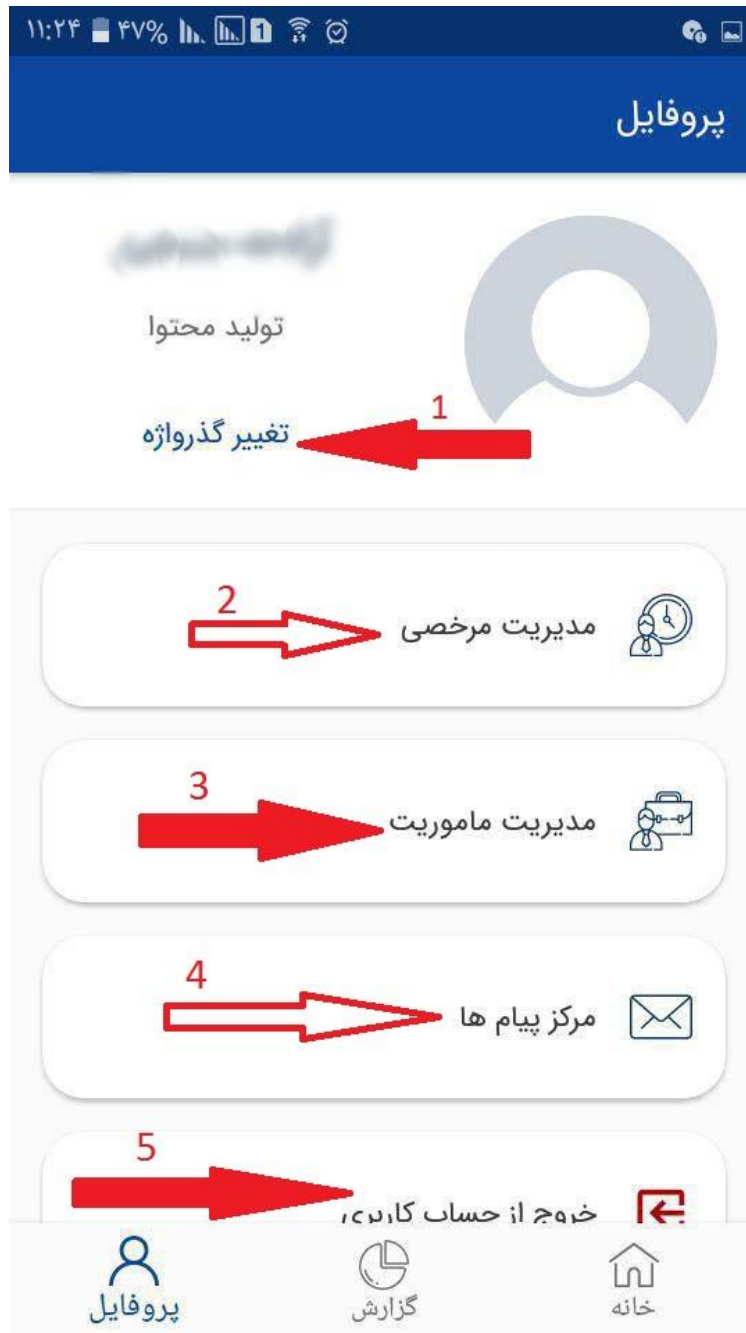 ۱۱:۲۴ ۴۷% 1
پروفایل
تولید محتوا
1
تغییر گذرواژه
2
مدیریت مرخصی
3
مدیریت ماموریت
4
مرکز پیام ها
5
خروج از حساب کاربری
خانه
گزارش
پروفایل